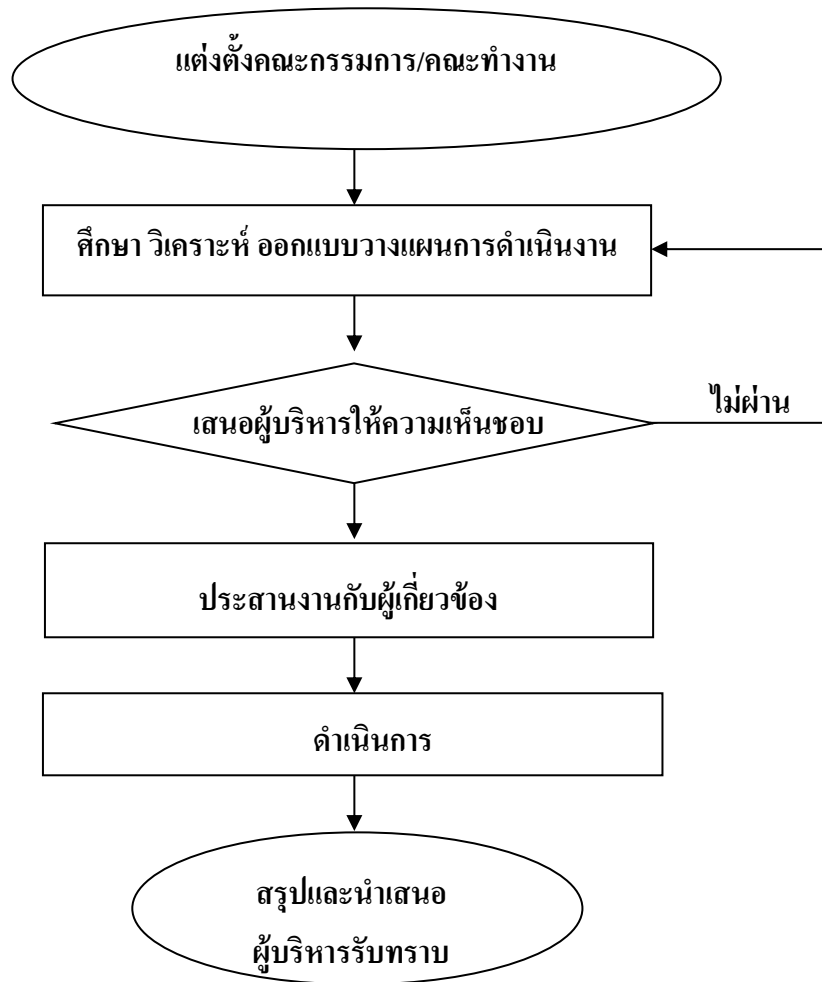 แต่งตั้งคณะกรรมการ/คณะทำงาน
ศึกษา วิเคราะห์ ออกแบบวางแผนการดำเนินงาน
เสนอผู้บริหารให้ความเห็นชอบ
ไม่ผ่าน
ประสานงานกับผู้เกี่ยวข้อง
ดำเนินการ
สรุปและนำเสนอ
ผู้บริหารรับทราบ